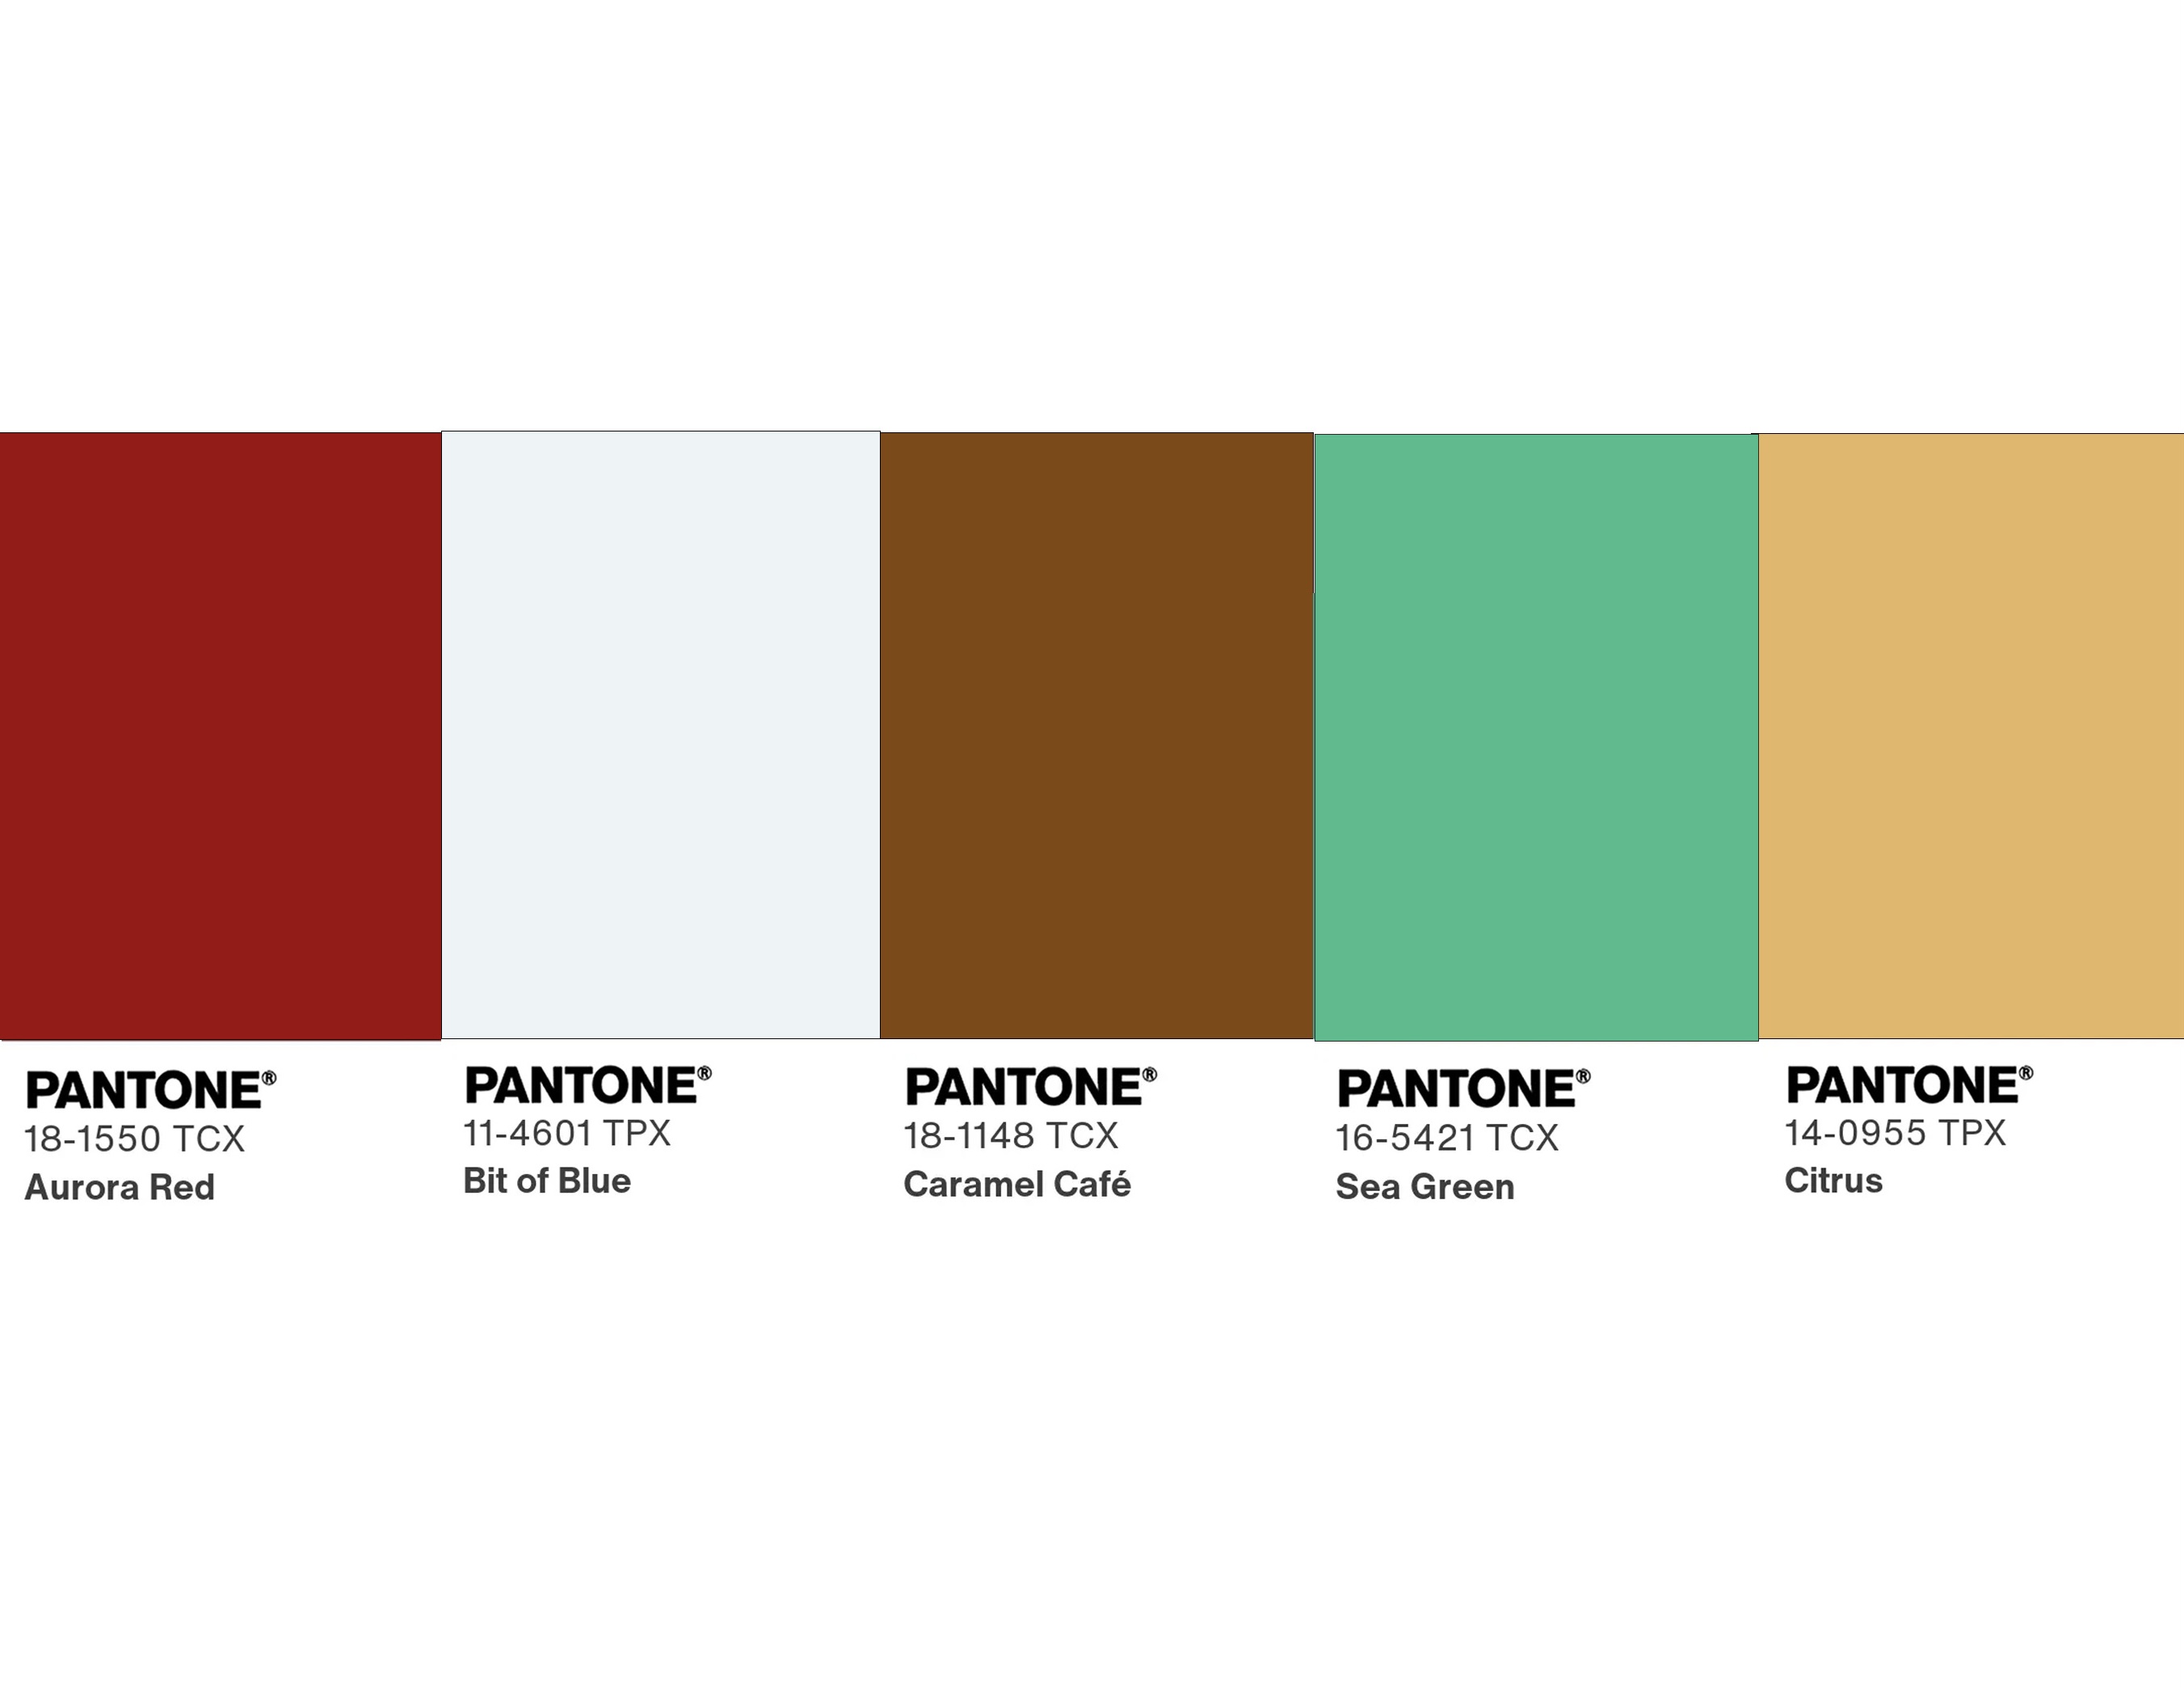 PANTONE®
18-1550 TCX
Aurora Red
PANTONE®
11-4601 TPX
Bit of Blue
PANTONE®
18-1148 TCX
Caramel Café
PANTONE®
16-5421 TCX
Sea Green
PANTONE®
14-0955 TPX
Citrus